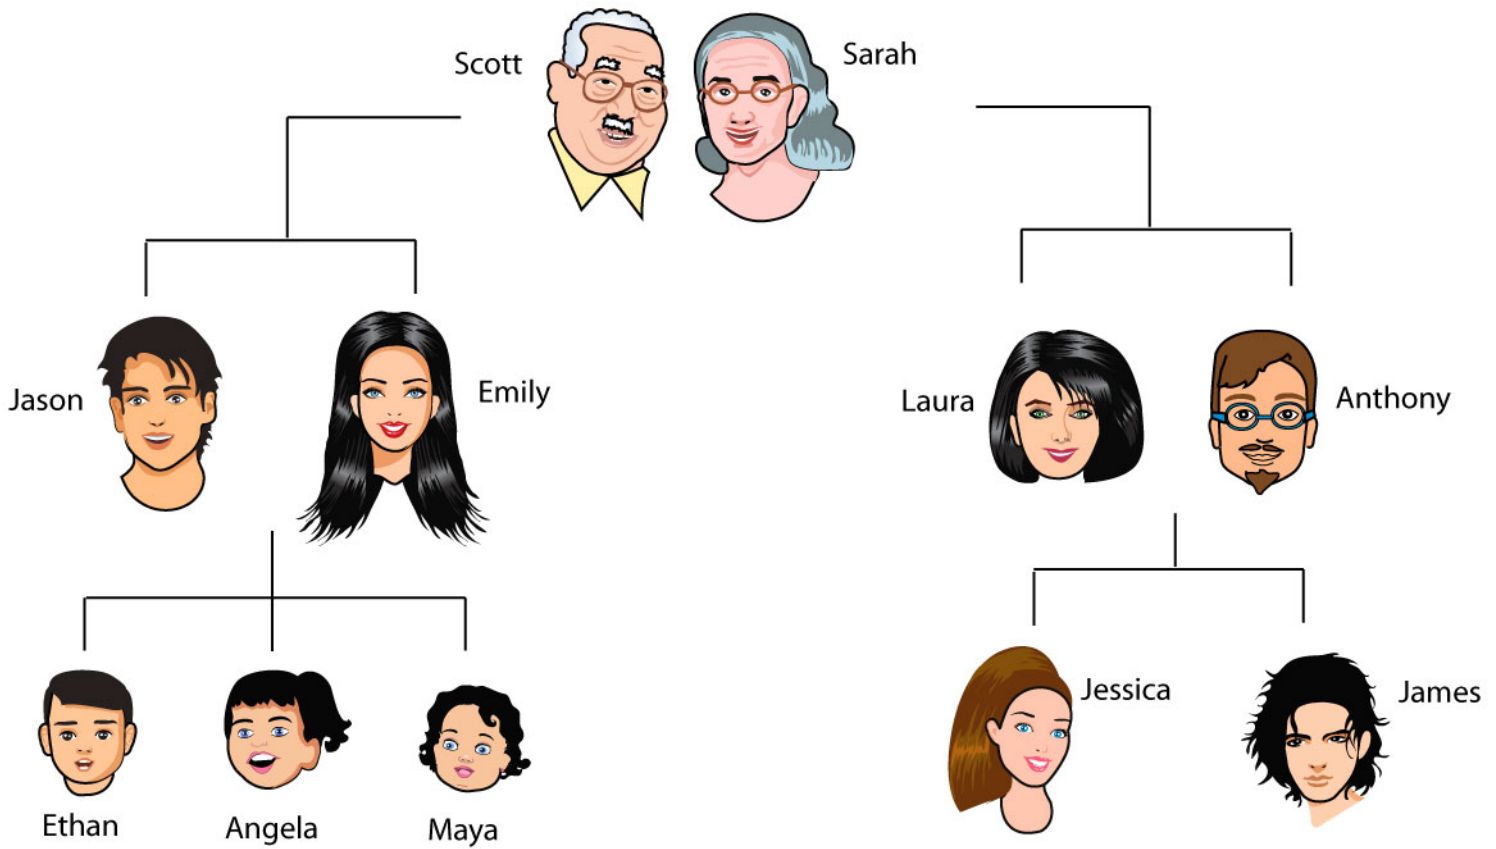 Scott
Sarah
Jason
Emily
Laura
Anthony
Jessica
James
Ethan
Angela
Maya